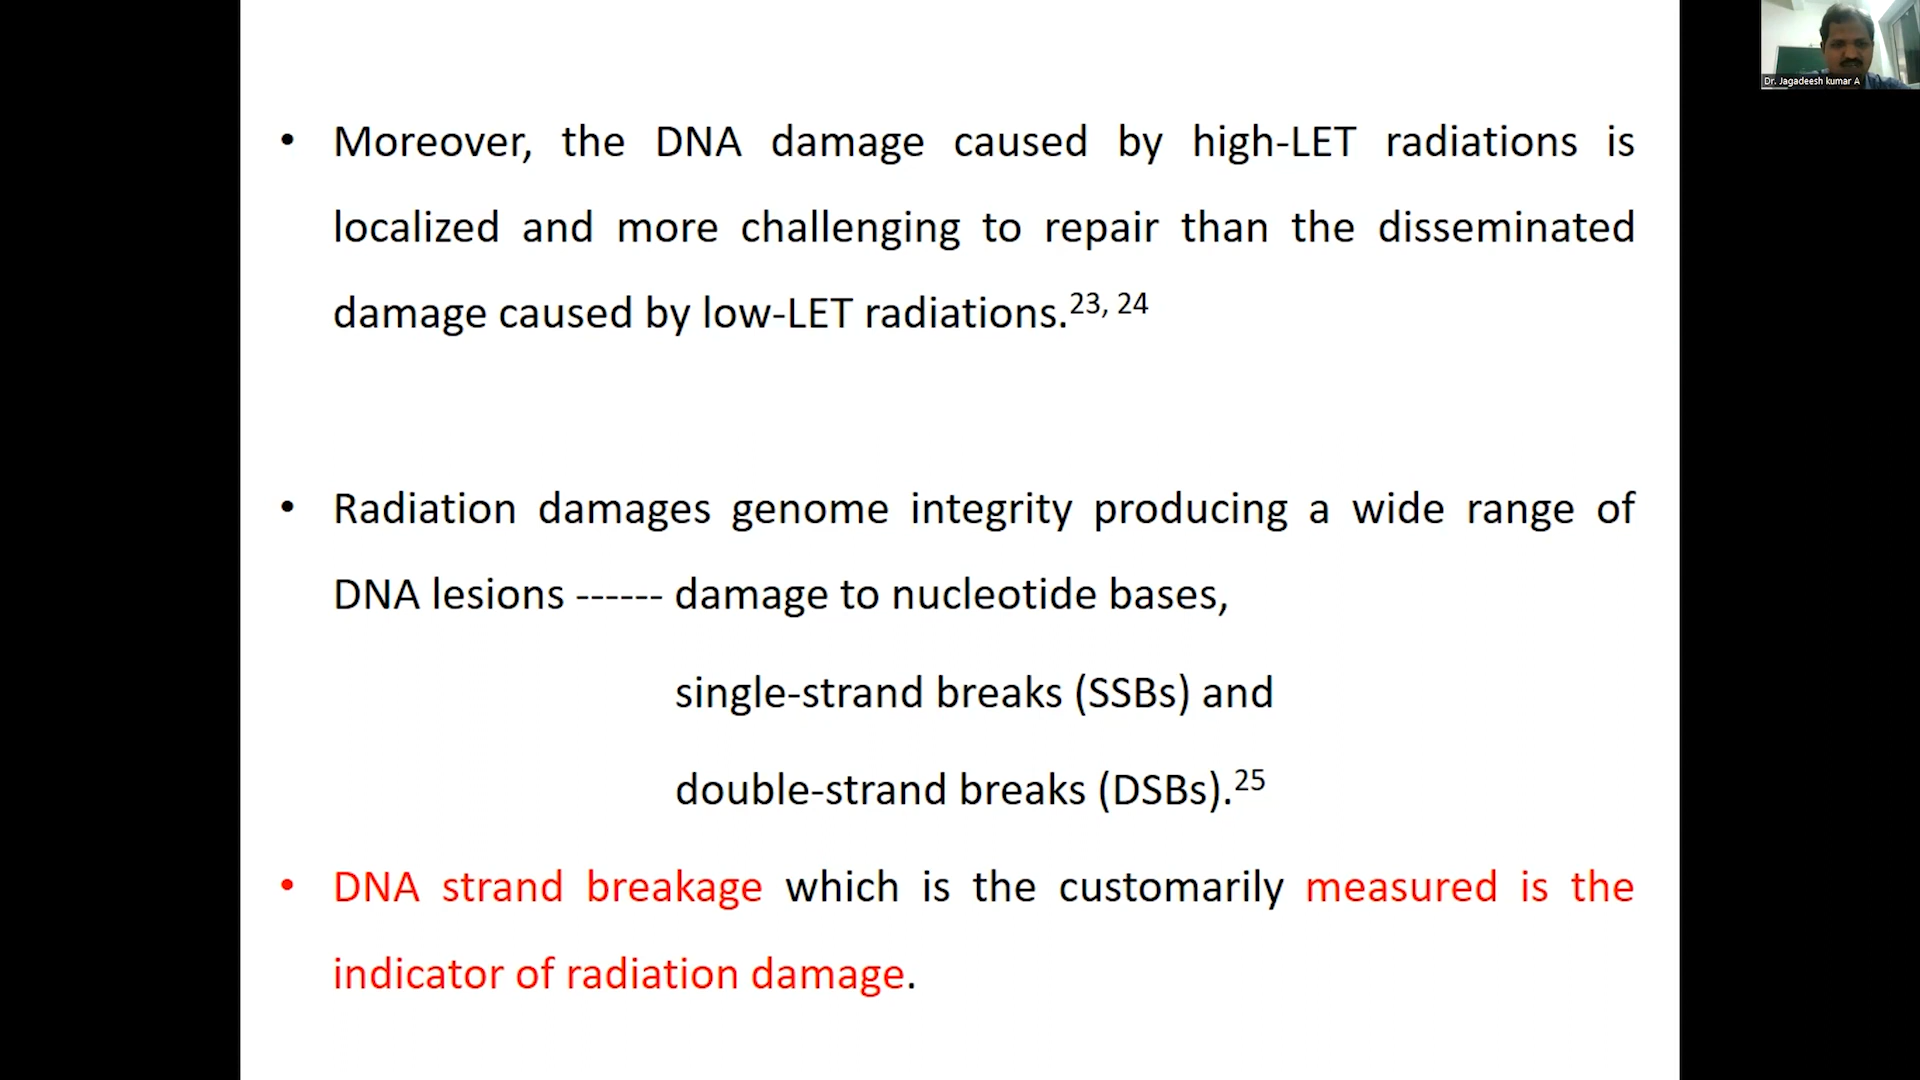 Dr. Jagadeesh kumar A
• Moreover, the DNA damage caused by high-LET radiations is
localized and more challenging to repair than the disseminated
damage caused by low-LET radiations.23, 24
• Radiation damages genome integrity producing a wide range of
DNA lesions ------ damage to nucleotide bases,
single-strand breaks (SSBs) and
double-strand breaks (DSBs).25
• DNA strand breakage which is the customarily measured is the
indicator of radiation damage.